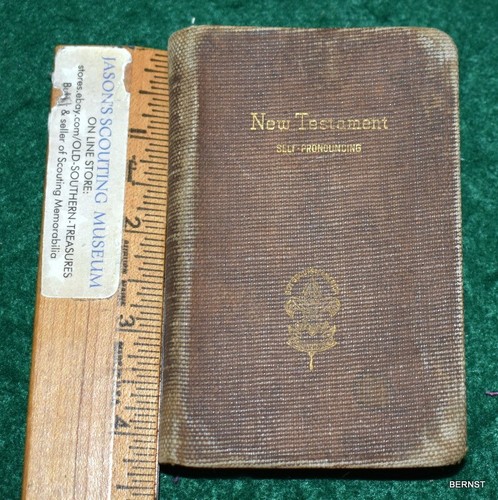 New Testament
SELF-PRONOUNCING
JASON'S SCOUTING MUSEUM
ON LINE STORE:
stores.ebay.com/OLD-SOUTHERN-TREASURES
& seller of Scouting
Memorabilia
1
2
3
4
BERNST